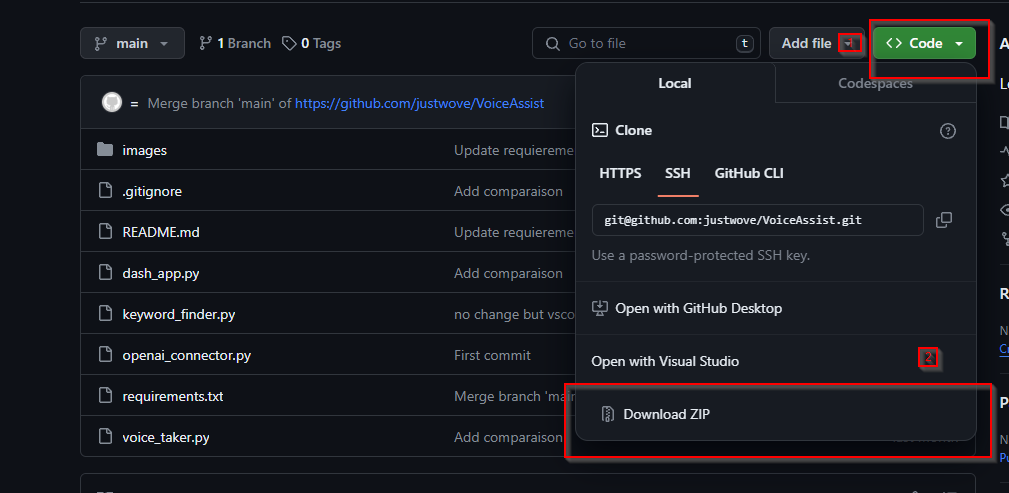 main
1 Branch
0 Tags
Go to file
t
Add file
1
Code
A
= Merge branch 'main' of https://github.com/justwove/VoiceAssist
Local
Codespaces
Clone
HTTPS
SSH
GitHub CLI
git@github.com:justwove/VoiceAssist.git
Use a password-protected SSH key.
Open with GitHub Desktop
Open with Visual Studio
2
Download ZIP
images
Update requiereme
.gitignore
Add comparaison
README.md
Update requiereme
dash_app.py
Add comparaison
keyword_finder.py
no change but vsco
openai_connector.py
First commit
requirements.txt
Merge branch 'main
voice_taker.py
Add comparaison
R
N
P
N